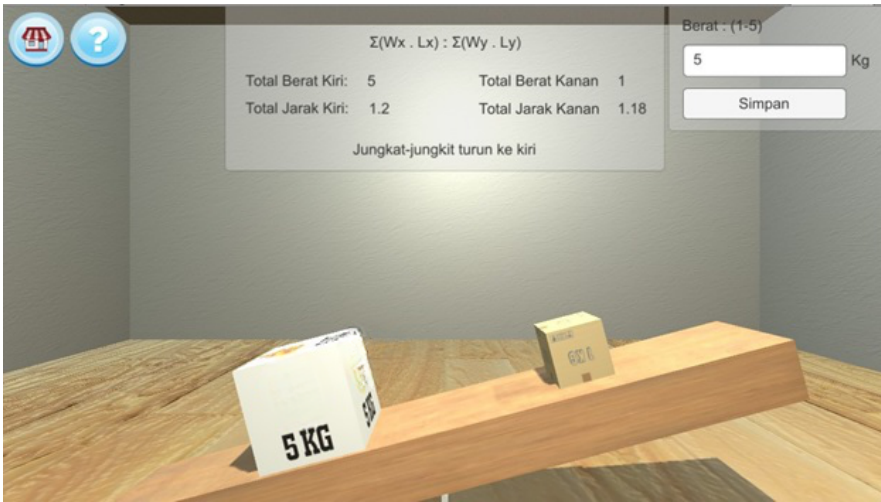 ?
Σ(Wx . Lx) : Σ(Wy . Ly)
Total Berat Kiri: 5 Total Berat Kanan 1
Total Jarak Kiri: 1.2 Total Jarak Kanan 1.18
Jungkat-jungkit turun ke kiri
Berat : (1-5)
5 Kg
Simpan
5 KG